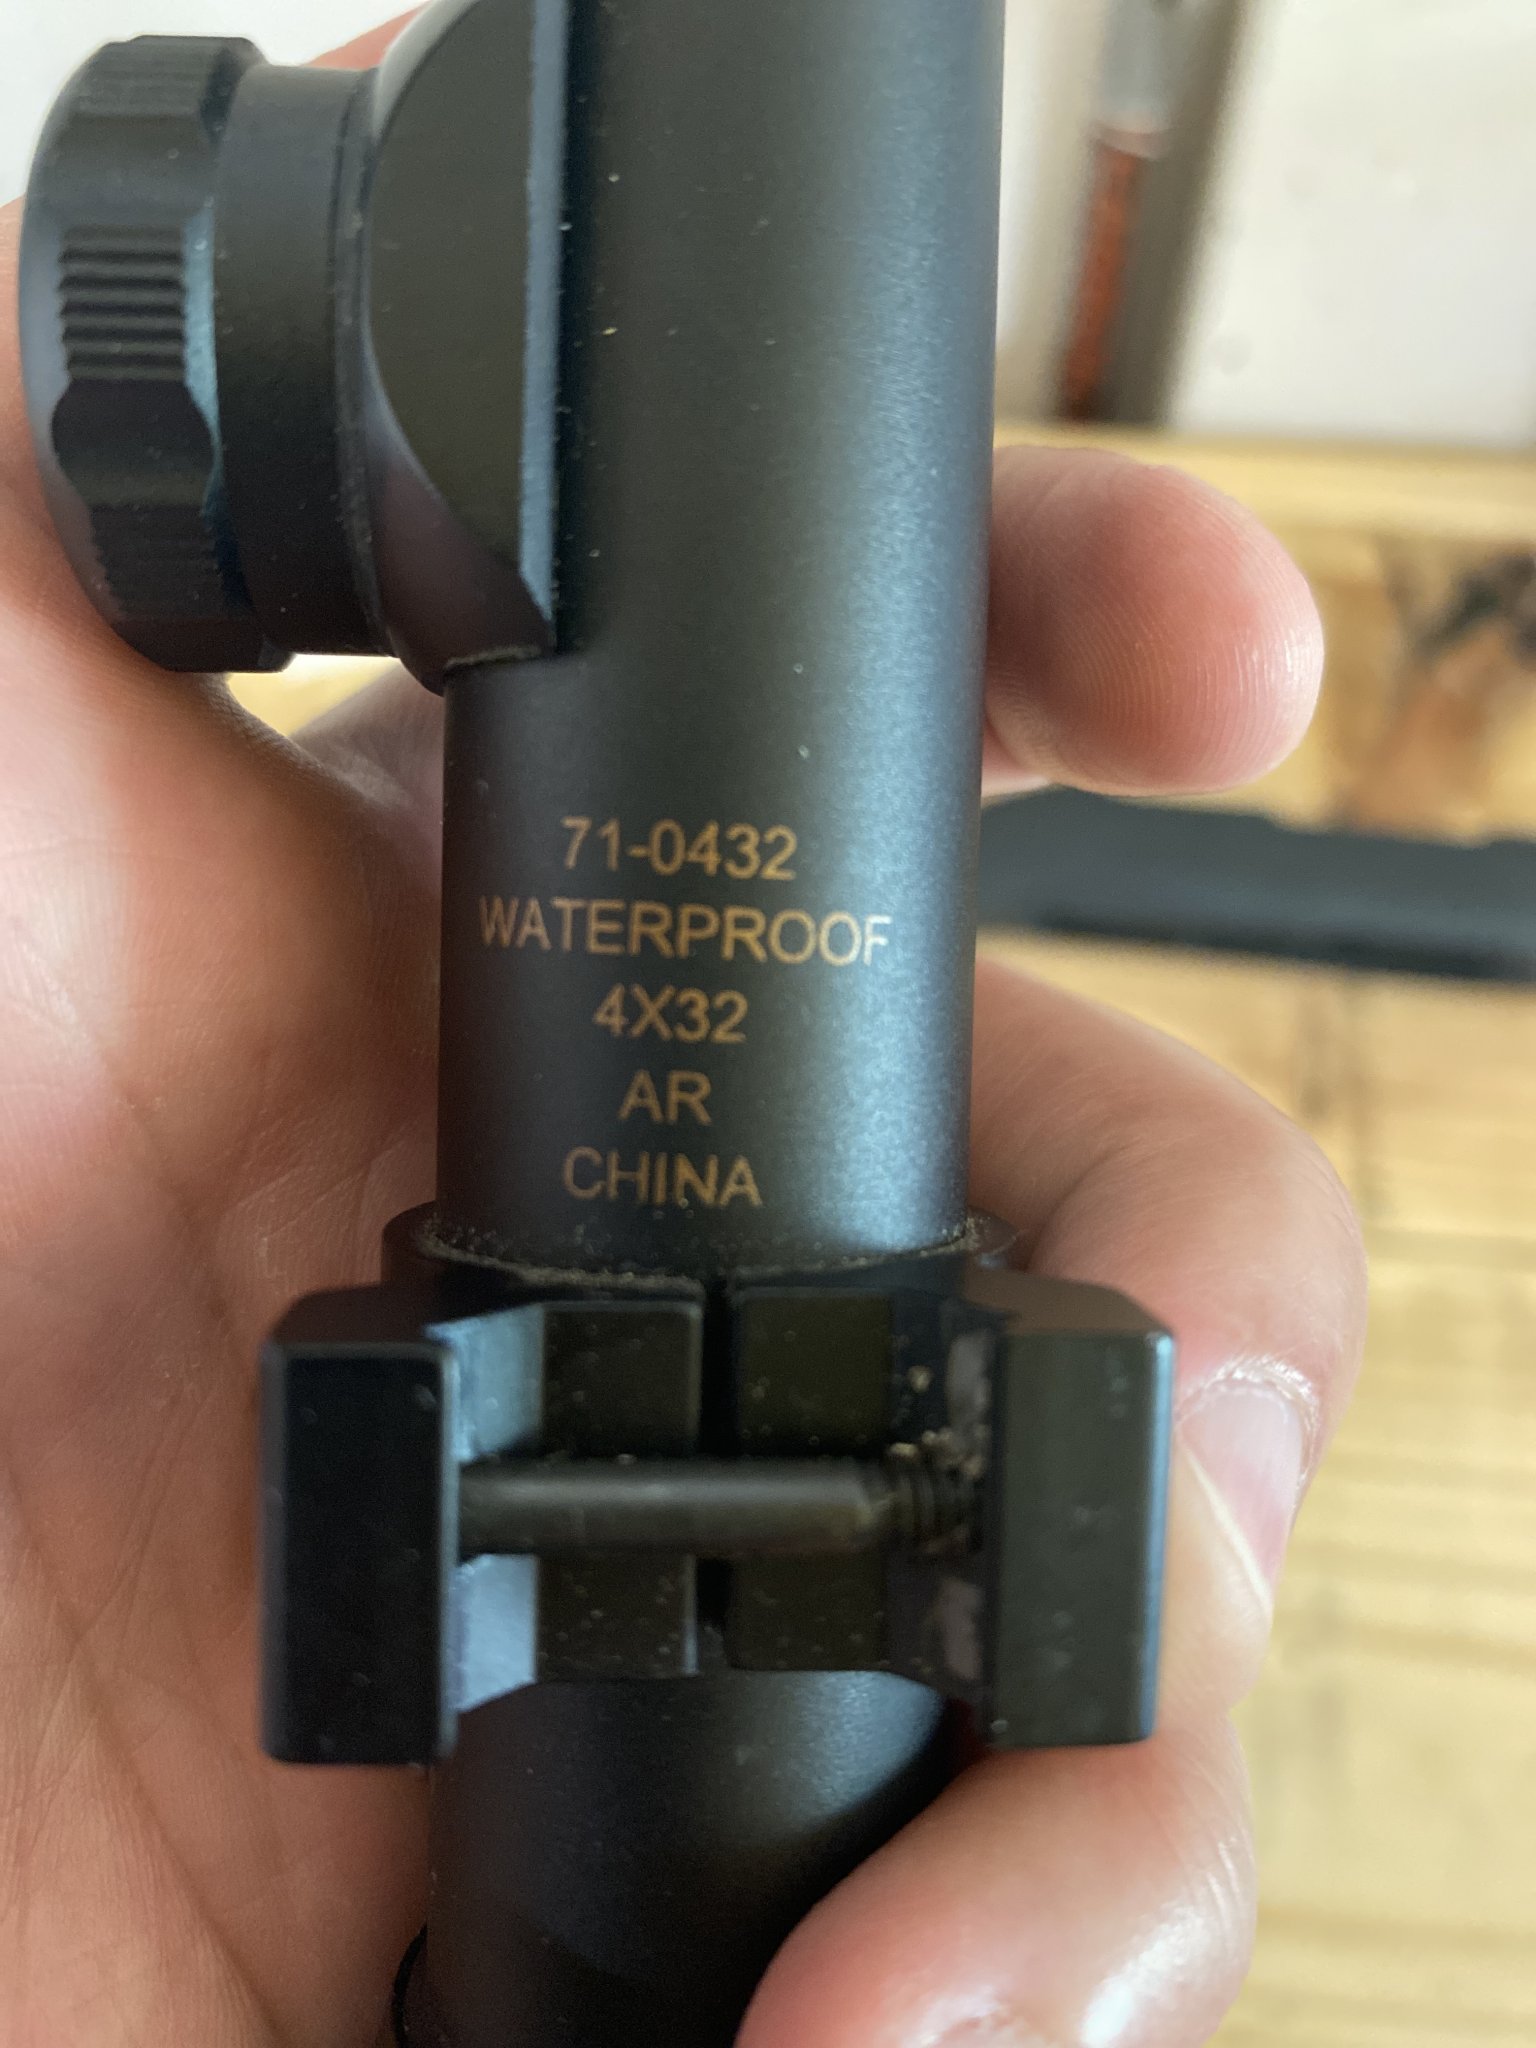 71-0432
WATERPROOF
4X32
AR
CHINA